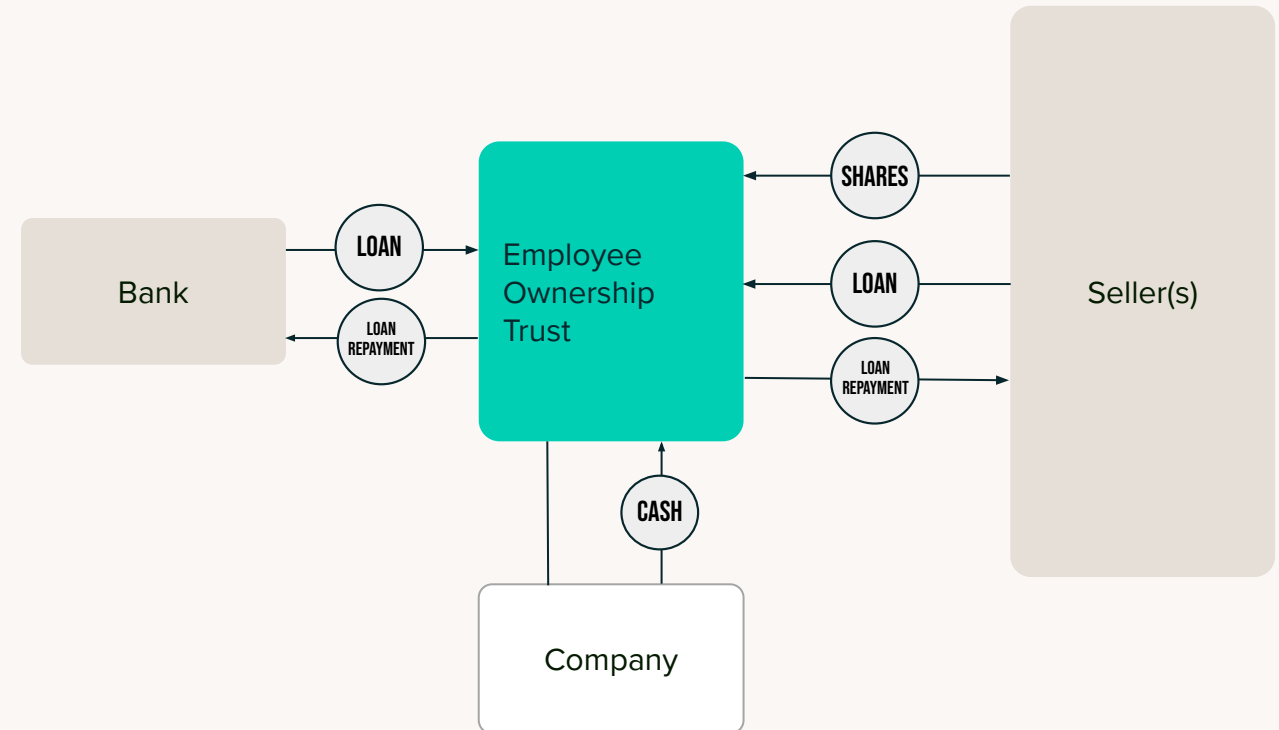 SHARES
LOAN
Bank
LOAN
REPAYMENT
Employee
Ownership
Trust
LOAN
Seller(s)
LOAN
REPAYMENT
CASH
Company